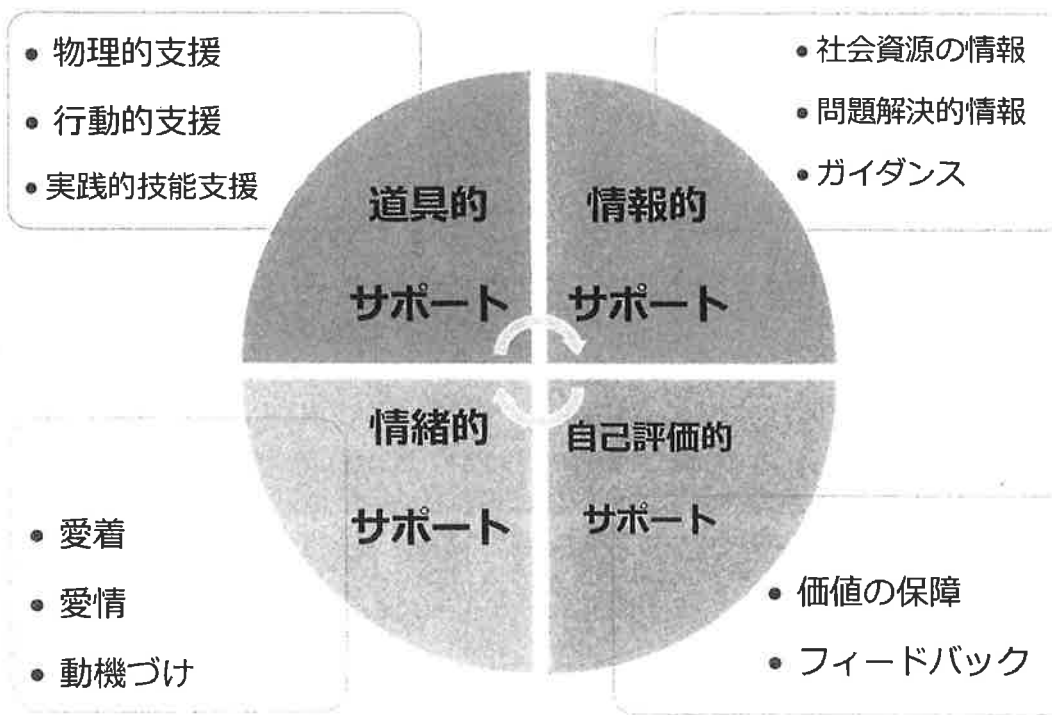 • 物理的支援
• 行動的支援
• 実践的技能支援
• 社会資源の情報
• 問題解決的情報
• ガイダンス
道具的
サポート
情報的
サポート
情緒的
サポート
自己評価的
サポート
• 愛着
• 愛情
• 動機づけ
• 価値の保障
• フィードバック